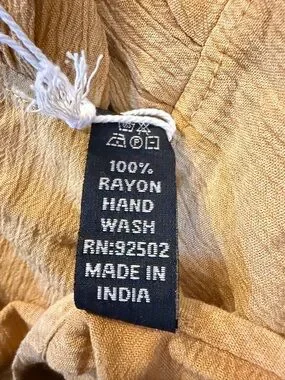 100%
RAYON
HAND
WASH
RN:92502
MADE IN
INDIA